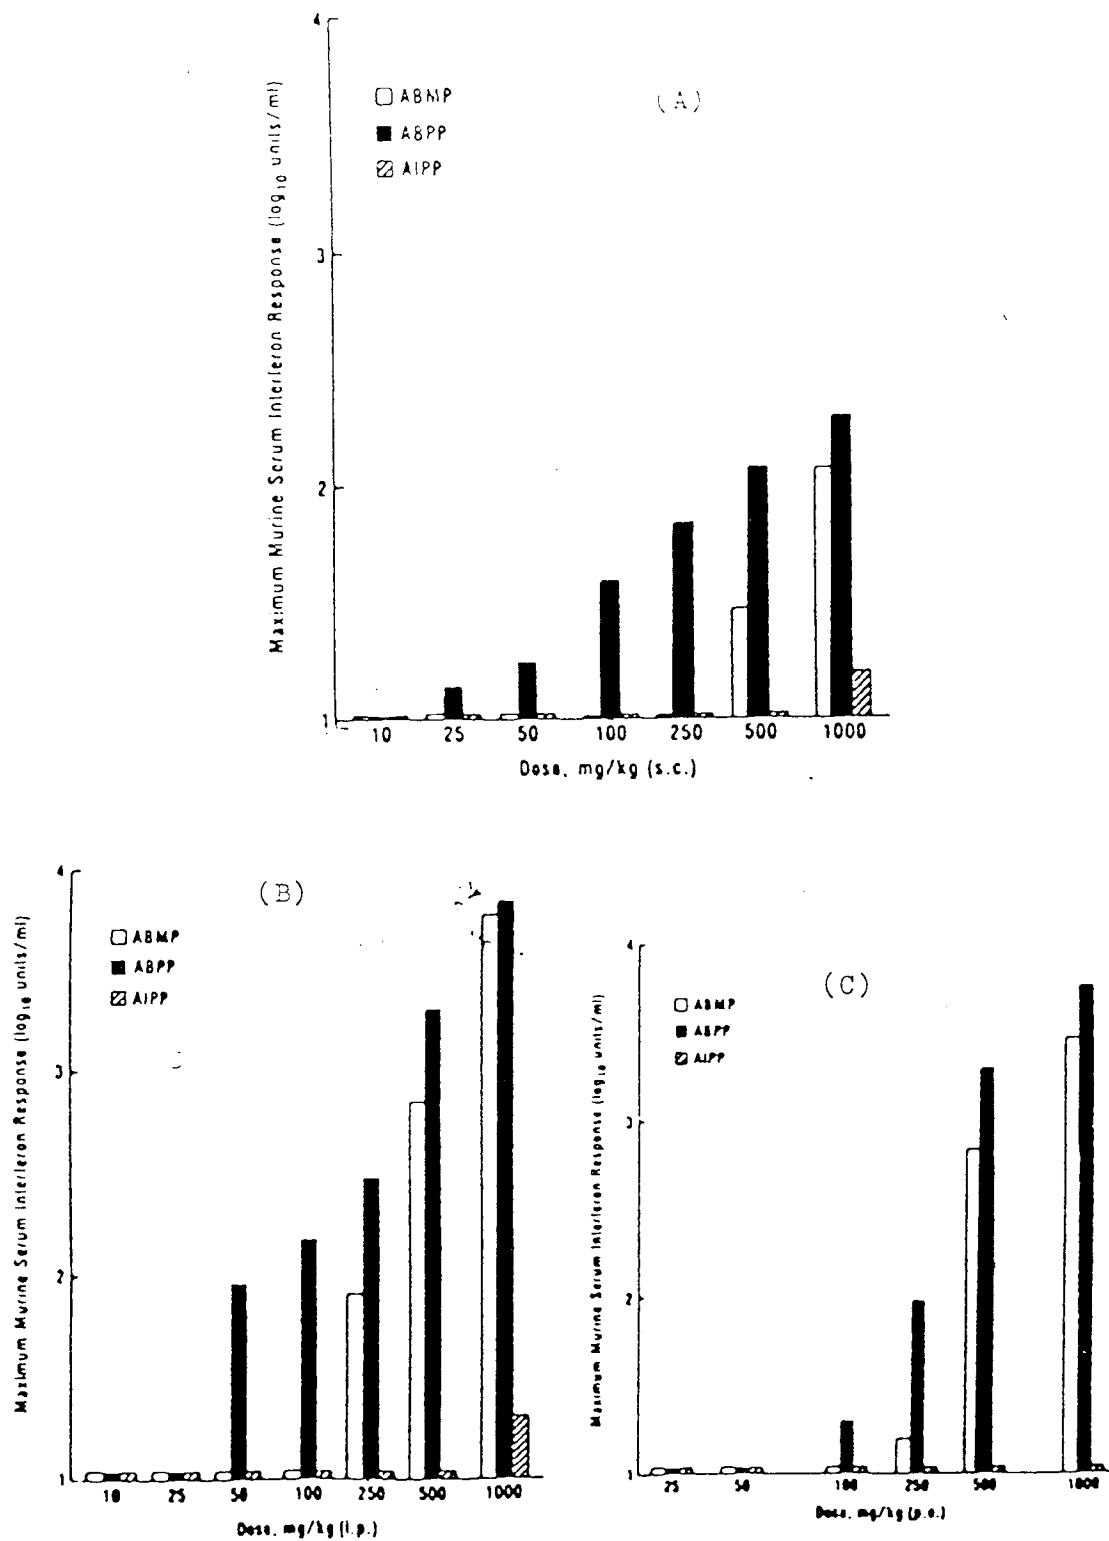 4
3
2
1
Maximum Murine Serum Interferon Response (log10 units/ml)
ABMP
ABPP
AIPP
(A)
10 25 50 100 250 500 1000
Dose, mg/kg (s.c.)
4
3
2
1
Maximum Murine Serum Interferon Response (log10 units/ml)
(B)
ABMP
ABPP
AIPP
10 25 50 100 250 500 1000
Dose, mg/kg (i.p.)
4
3
2
1
Maximum Murine Serum Interferon Response (log10 units/ml)
(C)
ABMP
ABPP
AIPP
25 50 100 250 500 1000
Dose, mg/kg (p.o.)